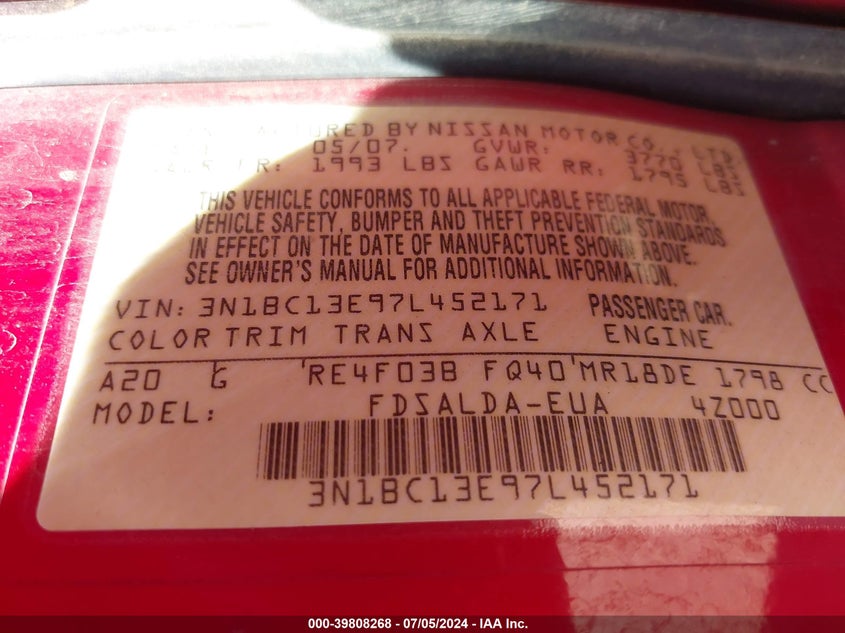 BY NISSAN MOTOR CO., LTD.
05/07. GVWR: 3770 LBS
FR: 1993 LBS GAWR RR: 1795 LBS
THIS VEHICLE CONFORMS TO ALL APPLICABLE FEDERAL MOTOR
VEHICLE SAFETY, BUMPER AND THEFT PREVENTION STANDARDS
IN EFFECT ON THE DATE OF MANUFACTURE SHOWN ABOVE.
SEE OWNER'S MANUAL FOR ADDITIONAL INFORMATION.
VIN: 3N1BC13E97L452171 PASSENGER CAR.
COLOR TRIM TRANS AXLE ENGINE
A20 G RE4F03B FQ40 MR18DE 1798 CC
MODEL: FDSALDA-EUA 4Z000
3N1BC13E97L452171
000-39808268 - 07/05/2024 - IAA Inc.